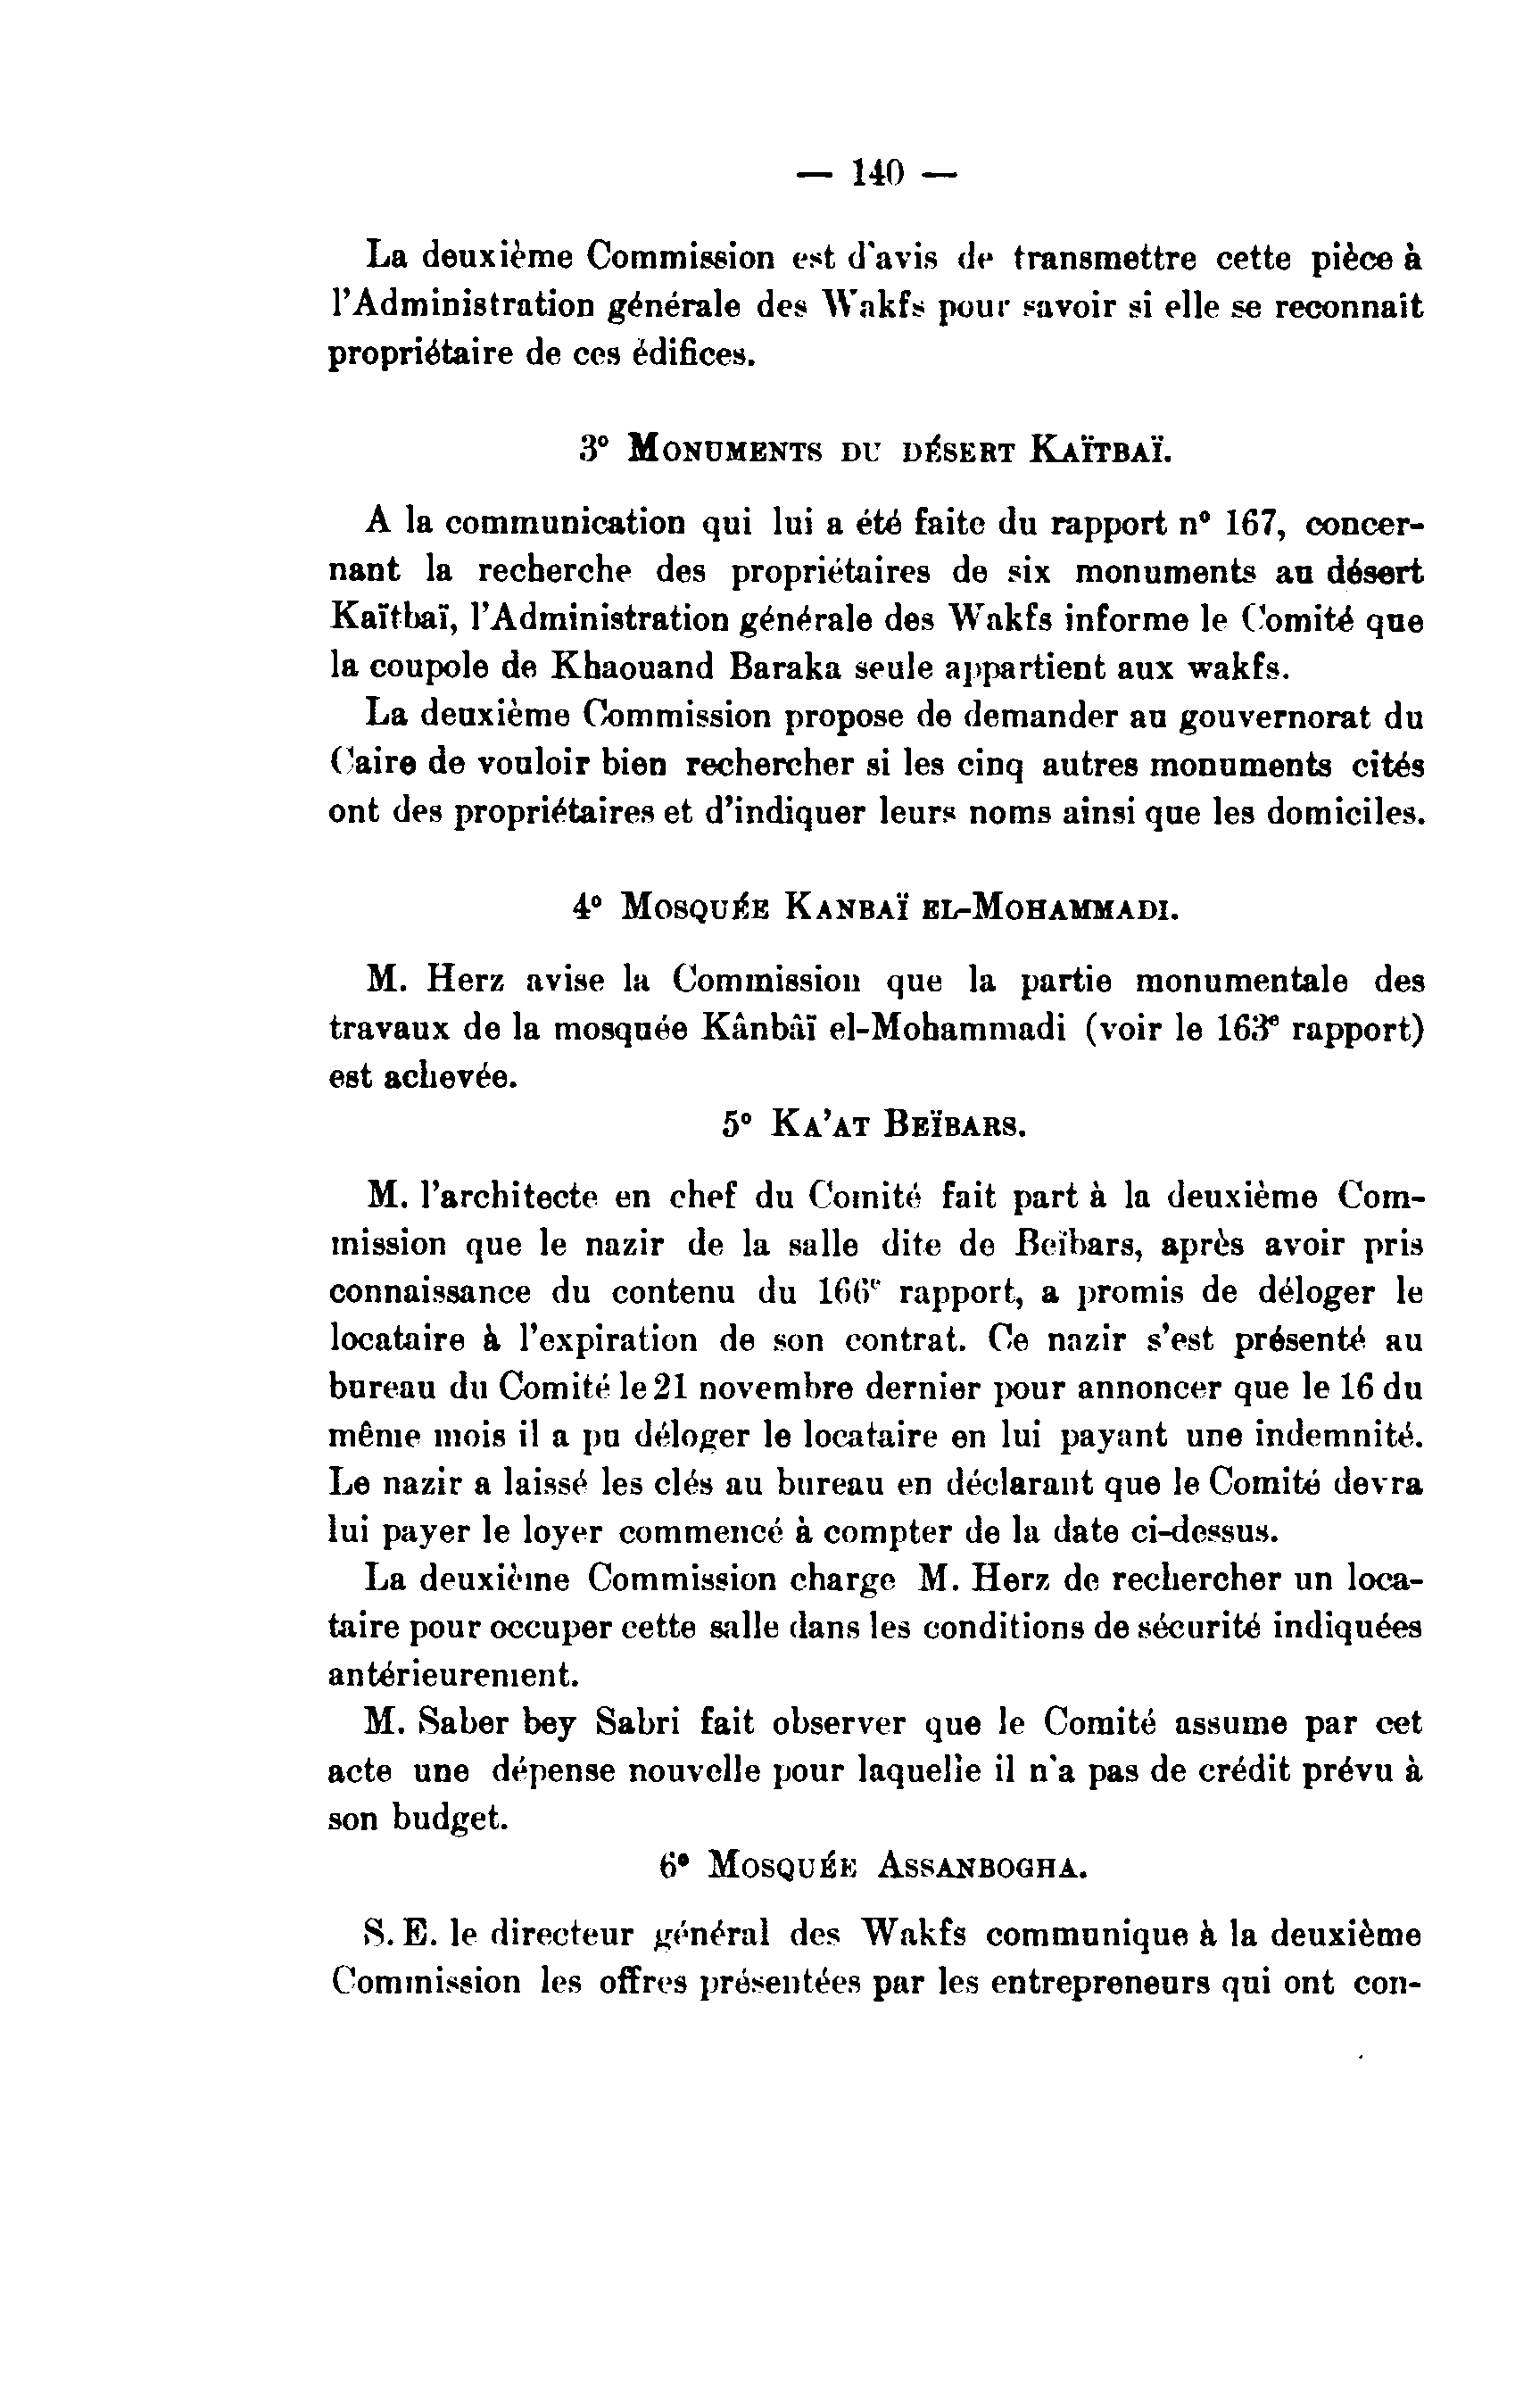 — 140 —
La deuxième Commission est d'avis de transmettre cette pièce à
l'Administration générale des Wakfs pour savoir si elle se reconnait
propriétaire de ces édifices.
3° Monuments du désert Kaïtbaï.
A la communication qui lui a été faite du rapport n° 167, concer-
nant la recherche des propriétaires de six monuments au désert
Kaïtbaï, l'Administration générale des Wakfs informe le Comité que
la coupole de Khaouand Baraka seule appartient aux wakfs.
La deuxième Commission propose de demander au gouvernorat du
Caire de vouloir bien rechercher si les cinq autres monuments cités
ont des propriétaires et d'indiquer leurs noms ainsi que les domiciles.
4° Mosquée Kanbaï el-Mohammadi.
M. Herz avise la Commission que la partie monumentale des
travaux de la mosquée Kânbâï el-Mohammadi (voir le 163e rapport)
est achevée.
5° Ka'at Beïbars.
M. l'architecte en chef du Comité fait part à la deuxième Com-
mission que le nazir de la salle dite de Beïbars, après avoir pris
connaissance du contenu du 166e rapport, a promis de déloger le
locataire à l'expiration de son contrat. Ce nazir s'est présenté au
bureau du Comité le 21 novembre dernier pour annoncer que le 16 du
même mois il a pu déloger le locataire en lui payant une indemnité.
Le nazir a laissé les clés au bureau en déclarant que le Comité devra
lui payer le loyer commencé à compter de la date ci-dessus.
La deuxième Commission charge M. Herz de rechercher un loca-
taire pour occuper cette salle dans les conditions de sécurité indiquées
antérieurement.
M. Saber bey Sabri fait observer que le Comité assume par cet
acte une dépense nouvelle pour laquelle il n'a pas de crédit prévu à
son budget.
6° Mosquée Assanbogha.
S. E. le directeur général des Wakfs communique à la deuxième
Commission les offres présentées par les entrepreneurs qui ont con-